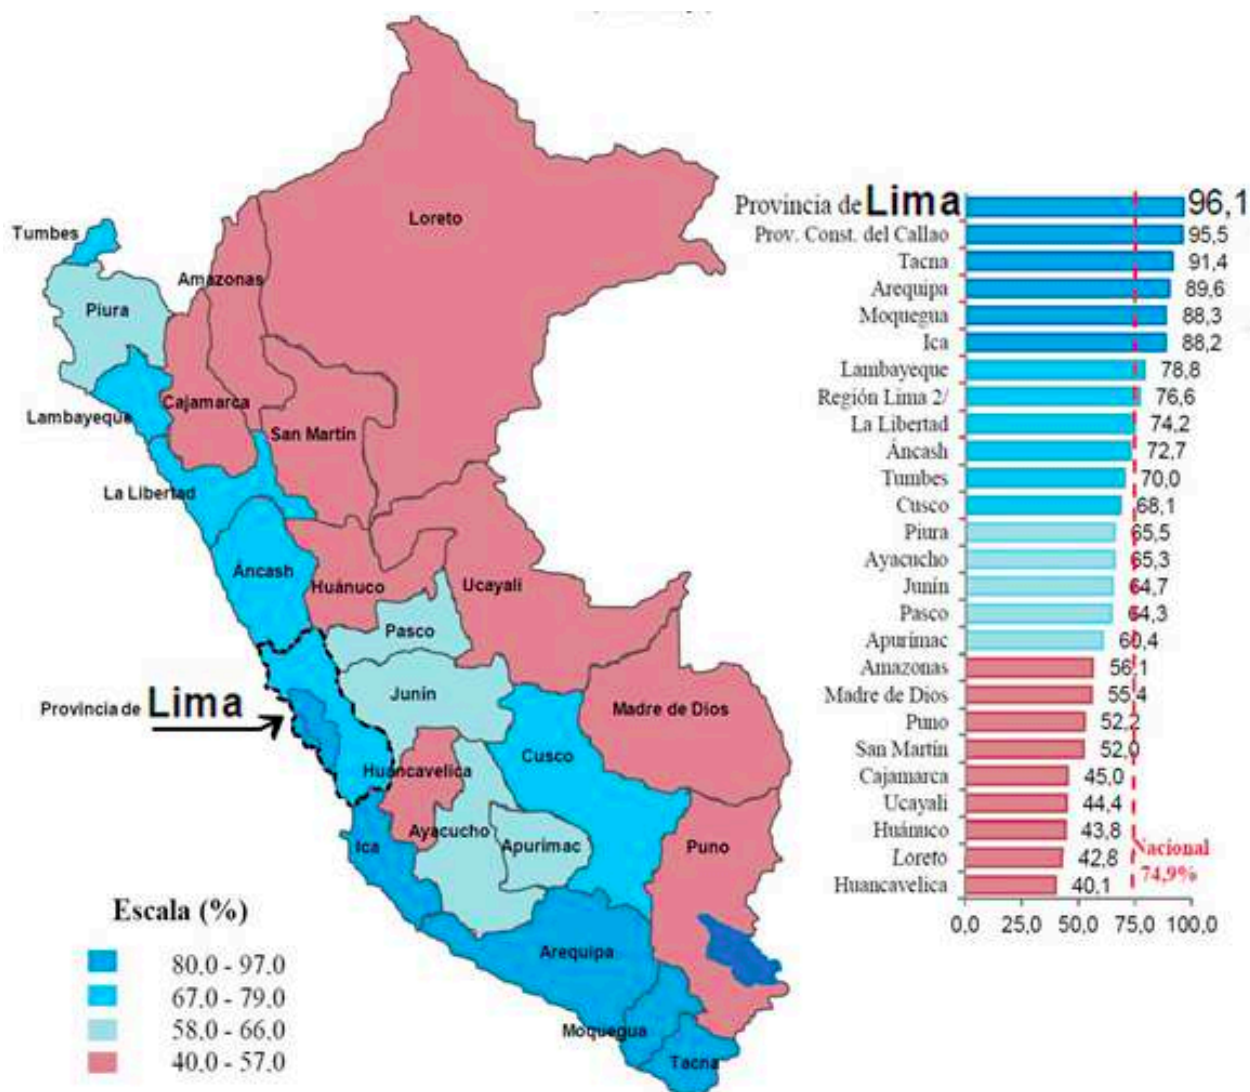 Loreto
Tumbes
Amazonas
Piura
Cajamarca
Lambayeque
San Martín
La Libertad
Áncash
Huánuco
Ucayali
Pasco
Junín
Provincia de Lima
Madre de Dios
Cusco
Huancavelica
Ayacucho
Apurímac
Ica
Puno
Arequipa
Moquegua
Tacna
Escala (%)
80.0 - 97.0
67.0 - 79.0
58.0 - 66.0
40.0 - 57.0
Provincia de Lima 96,1
Prov. Const. del Callao 95,5
Tacna 91,4
Arequipa 89,6
Moquegua 88,3
Ica 88,2
Lambayeque 78,8
Región Lima 2/ 76,6
La Libertad 74,2
Áncash 72,7
Tumbes 70,0
Cusco 68,1
Piura 65,5
Ayacucho 65,3
Junín 64,7
Pasco 64,3
Apurímac 60,4
Amazonas 56,1
Madre de Dios 55,4
Puno 52,2
San Martín 52,0
Cajamarca 45,0
Ucayali 44,4
Huánuco 43,8
Loreto 42,8
Huancavelica 40,1
Nacional
74,9%
0,0 25,0 50,0 75,0 100,0